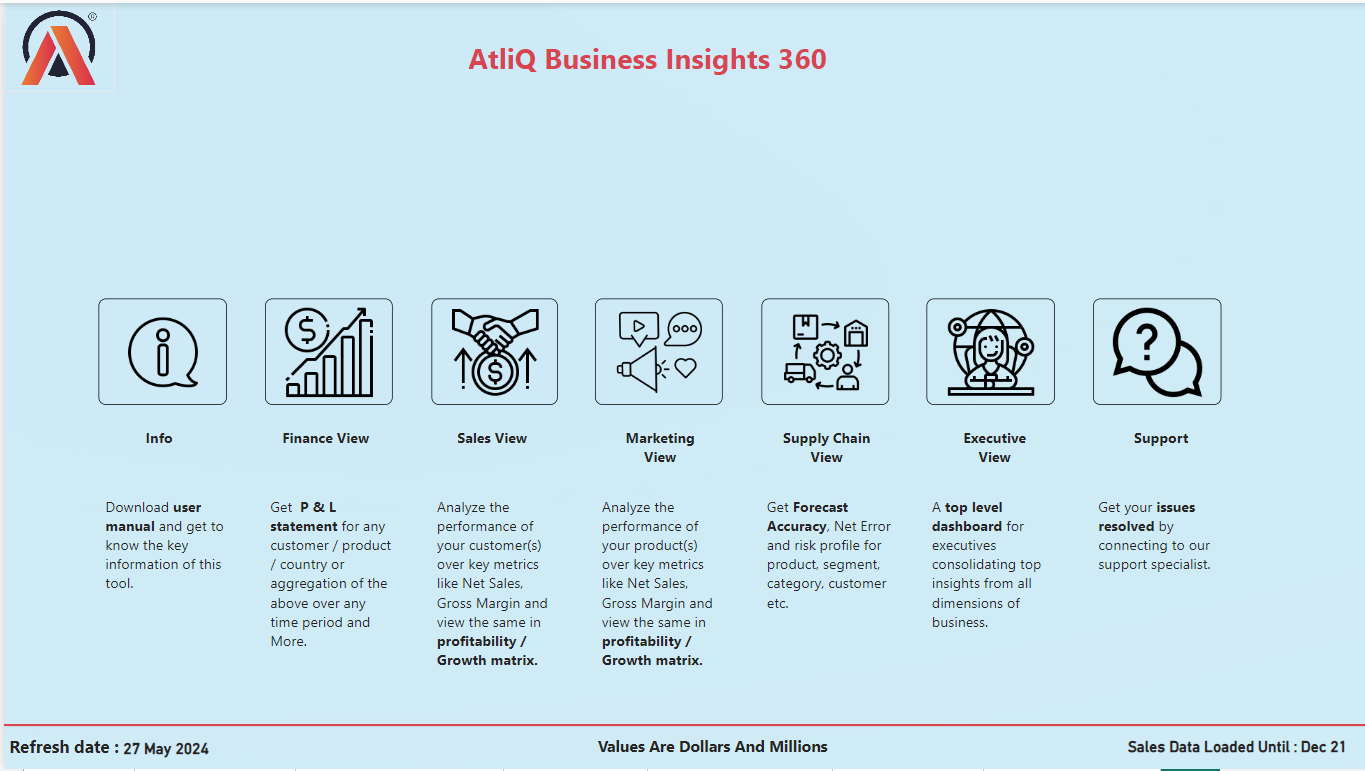 ®
AtliQ Business Insights 360
Info
Finance View
Sales View
Marketing
View
Supply Chain
View
Executive
View
Support
Download user
manual and get to
know the key
information of this
tool.
Get P & L
statement for any
customer / product
/ country or
aggregation of the
above over any
time period and
More.
Analyze the
performance of
your customer(s)
over key metrics
like Net Sales,
Gross Margin and
view the same in
profitability /
Growth matrix.
Analyze the
performance of
your product(s)
over key metrics
like Net Sales,
Gross Margin and
view the same in
profitability /
Growth matrix.
Get Forecast
Accuracy, Net Error
and risk profile for
product, segment,
category, customer
etc.
A top level
dashboard for
executives
consolidating top
insights from all
dimensions of
business.
Get your issues
resolved by
connecting to our
support specialist.
Refresh date : 27 May 2024
Values Are Dollars And Millions
Sales Data Loaded Until : Dec 21